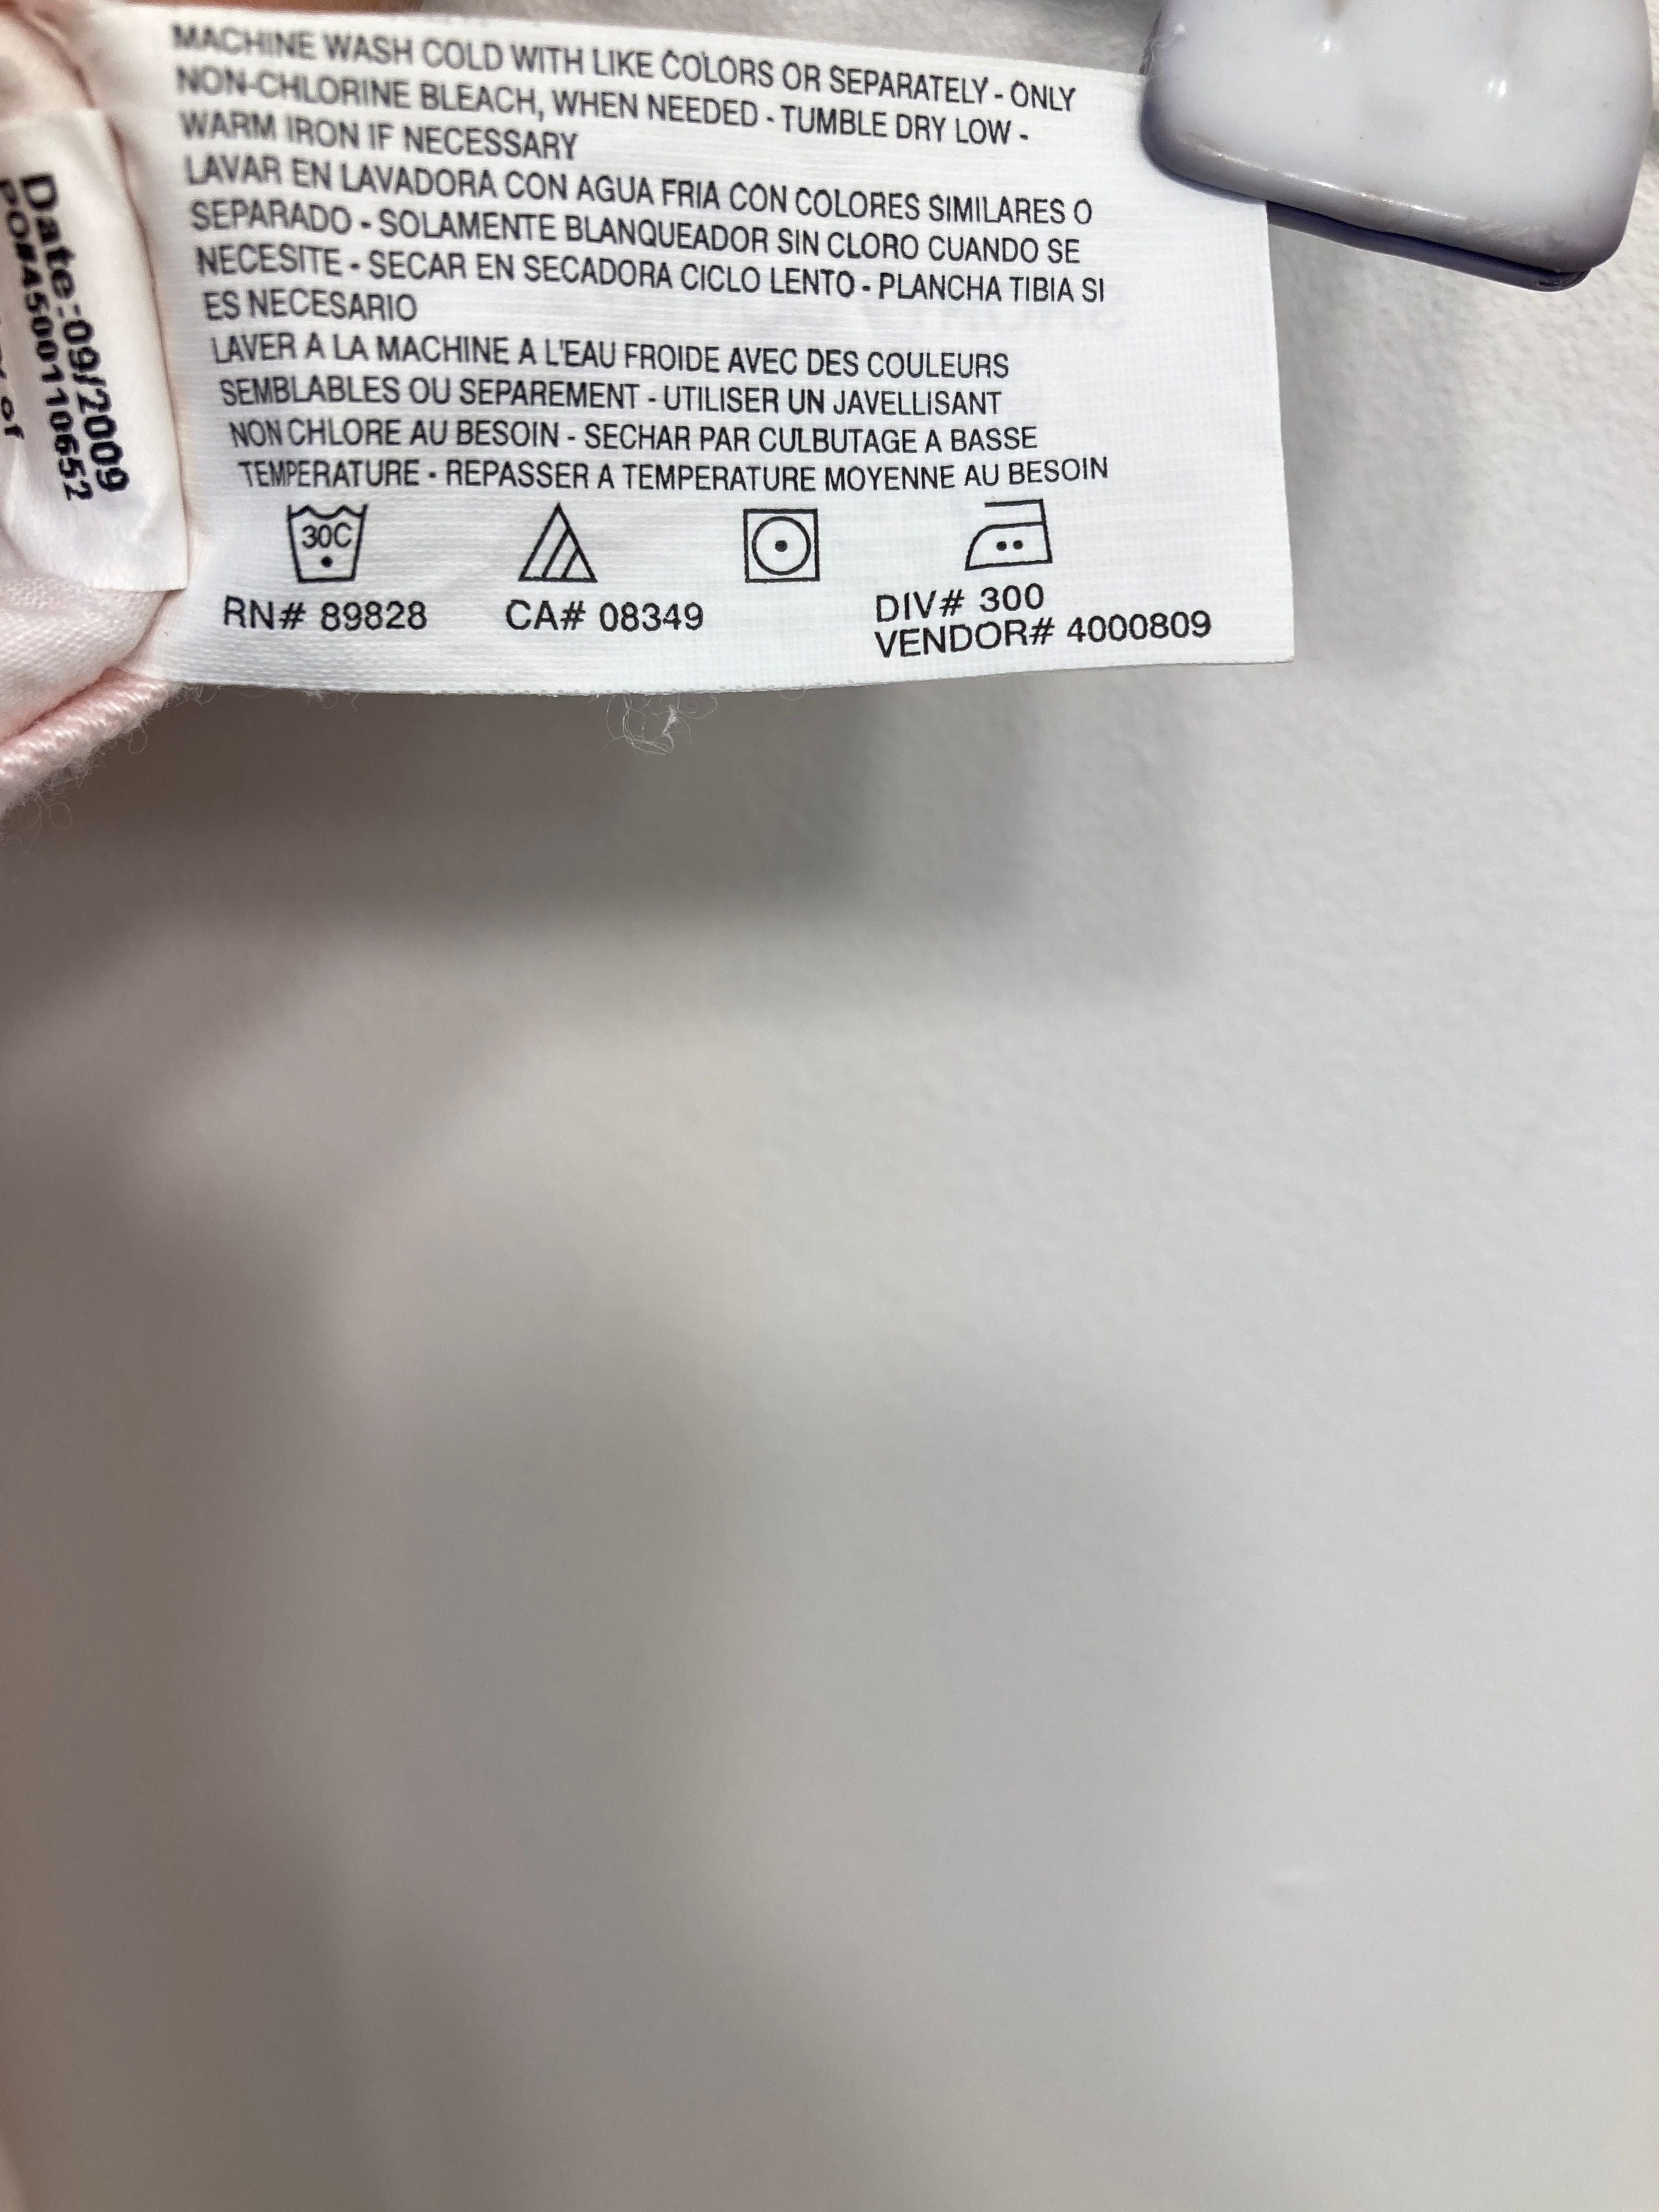 MACHINE WASH COLD WITH LIKE COLORS OR SEPARATELY - ONLY
NON-CHLORINE BLEACH, WHEN NEEDED - TUMBLE DRY LOW -
WARM IRON IF NECESSARY
LAVAR EN LAVADORA CON AGUA FRIA CON COLORES SIMILARES O
SEPARADO - SOLAMENTE BLANQUEADOR SIN CLORO CUANDO SE
NECESITE - SECAR EN SECADORA CICLO LENTO - PLANCHA TIBIA SI
ES NECESARIO
LAVER A LA MACHINE A L'EAU FROIDE AVEC DES COULEURS
SEMBLABLES OU SEPAREMENT - UTILISER UN JAVELLISANT
NON CHLORE AU BESOIN - SECHAR PAR CULBUTAGE A BASSE
TEMPERATURE - REPASSER A TEMPERATURE MOYENNE AU BESOIN
30C
RN# 89828 CA# 08349 DIV# 300
VENDOR# 4000809
Date:09/2009
PO#4500110652